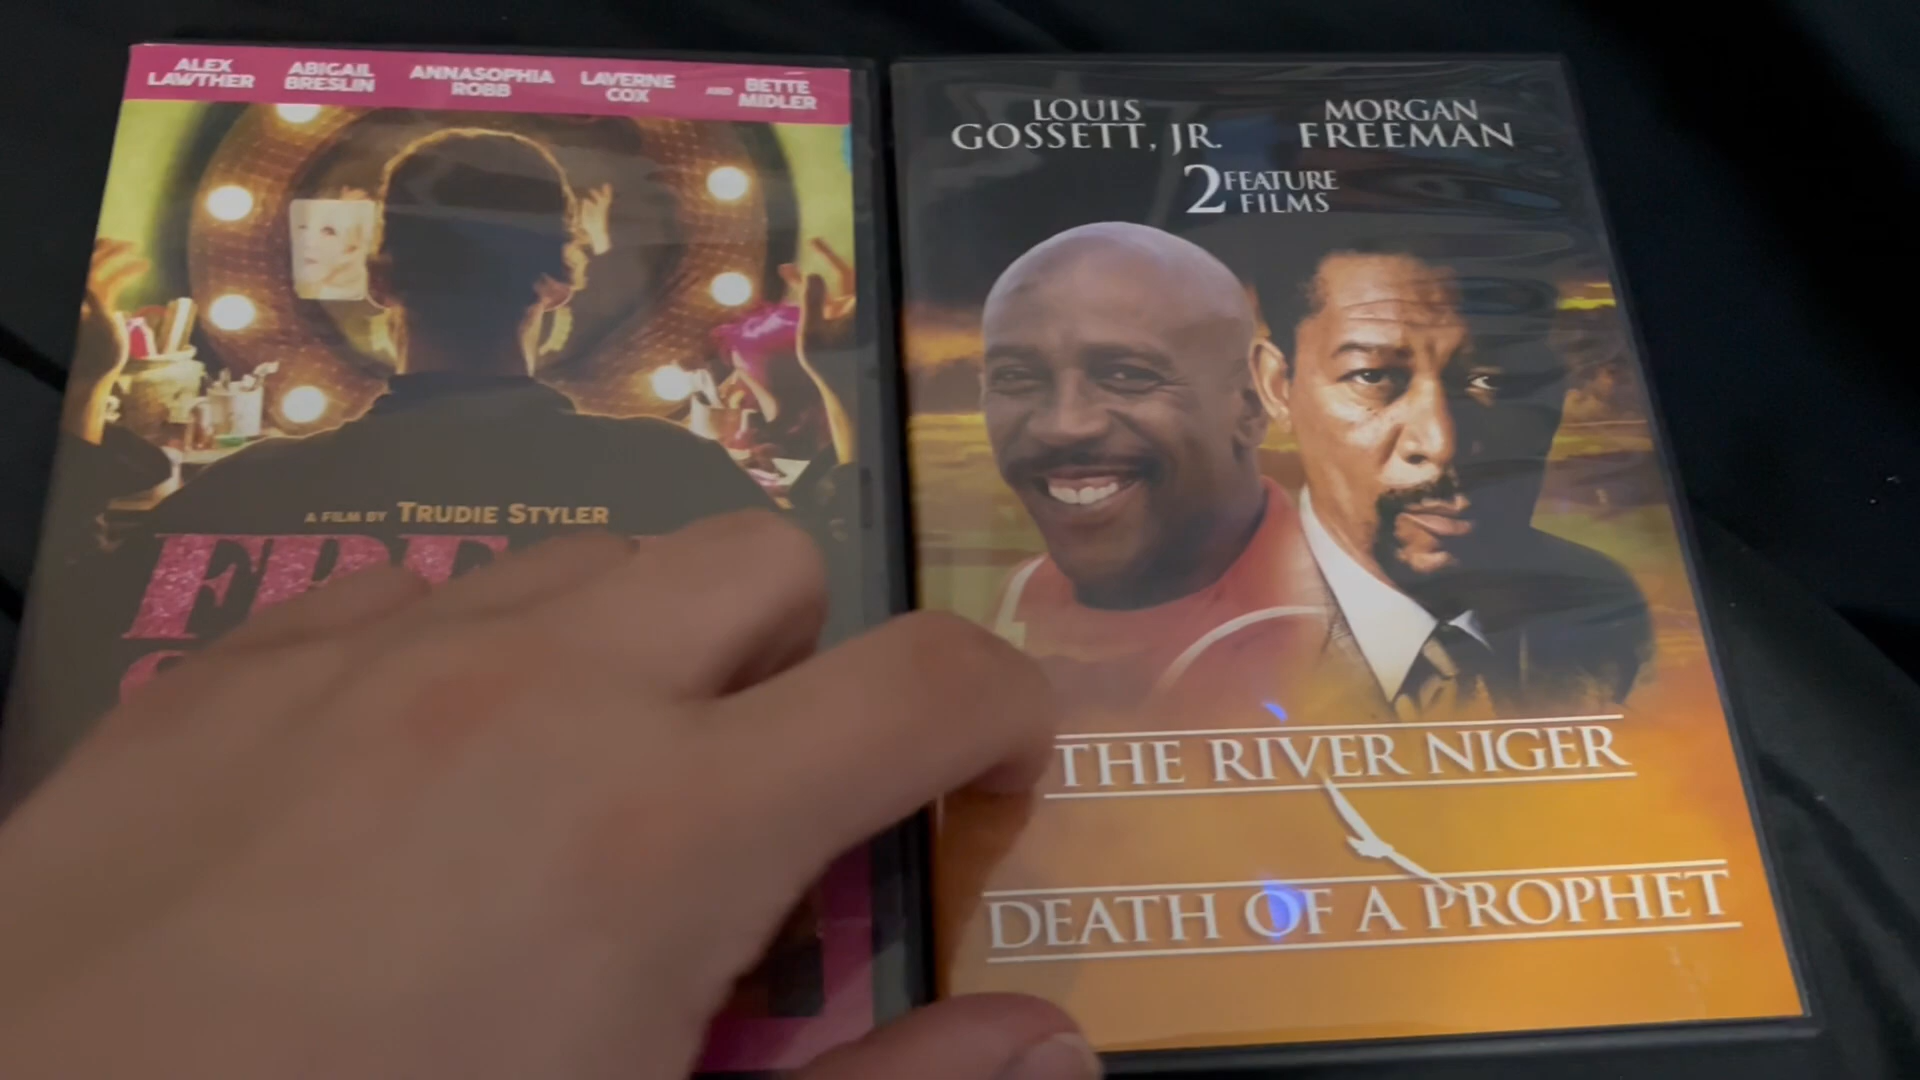 ALEX LAWTHER
ABIGAIL BRESLIN
ANNASOPHIA ROBB
LAVERNE COX
AND BETTE MIDLER
A FILM BY TRUDIE STYLER
LOUIS GOSSETT, JR.
MORGAN FREEMAN
2 FEATURE FILMS
THE RIVER NIGER
DEATH OF A PROPHET